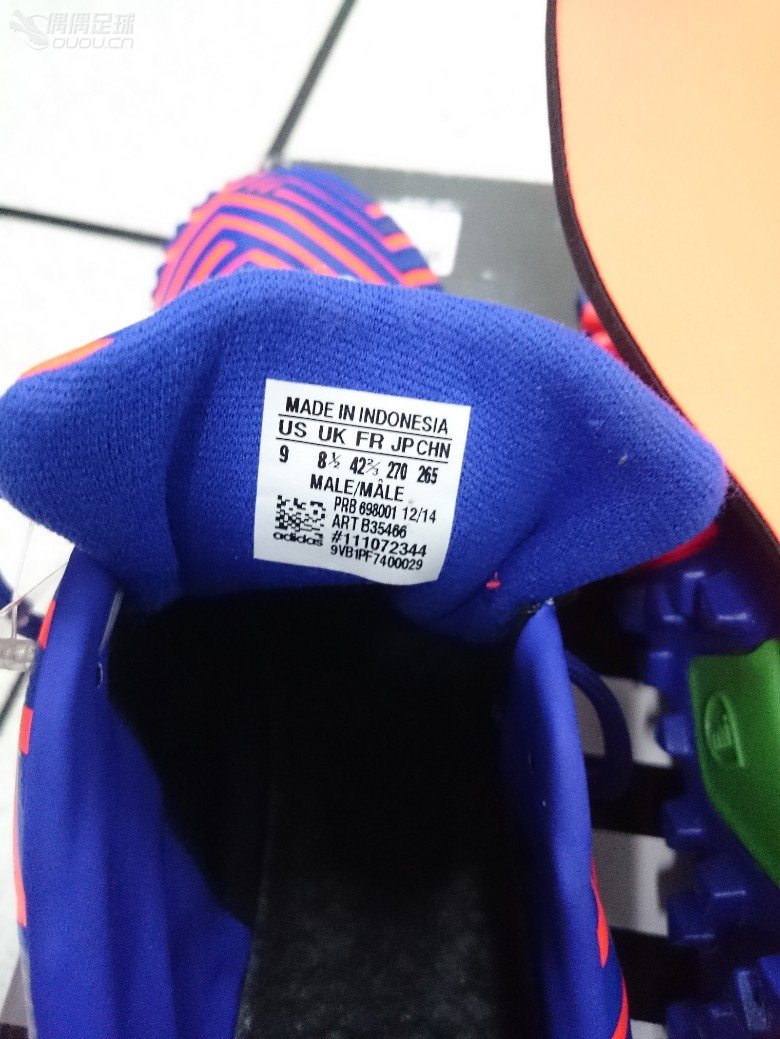 偶偶足球
OUOU.CN
MADE IN INDONESIA
US UK FR JP CHN
9 8½ 42⅔ 270 265
MALE/MÂLE
PRB 698001 12/14
ART B35466
#111072344
9VB1PF7400029
adidas